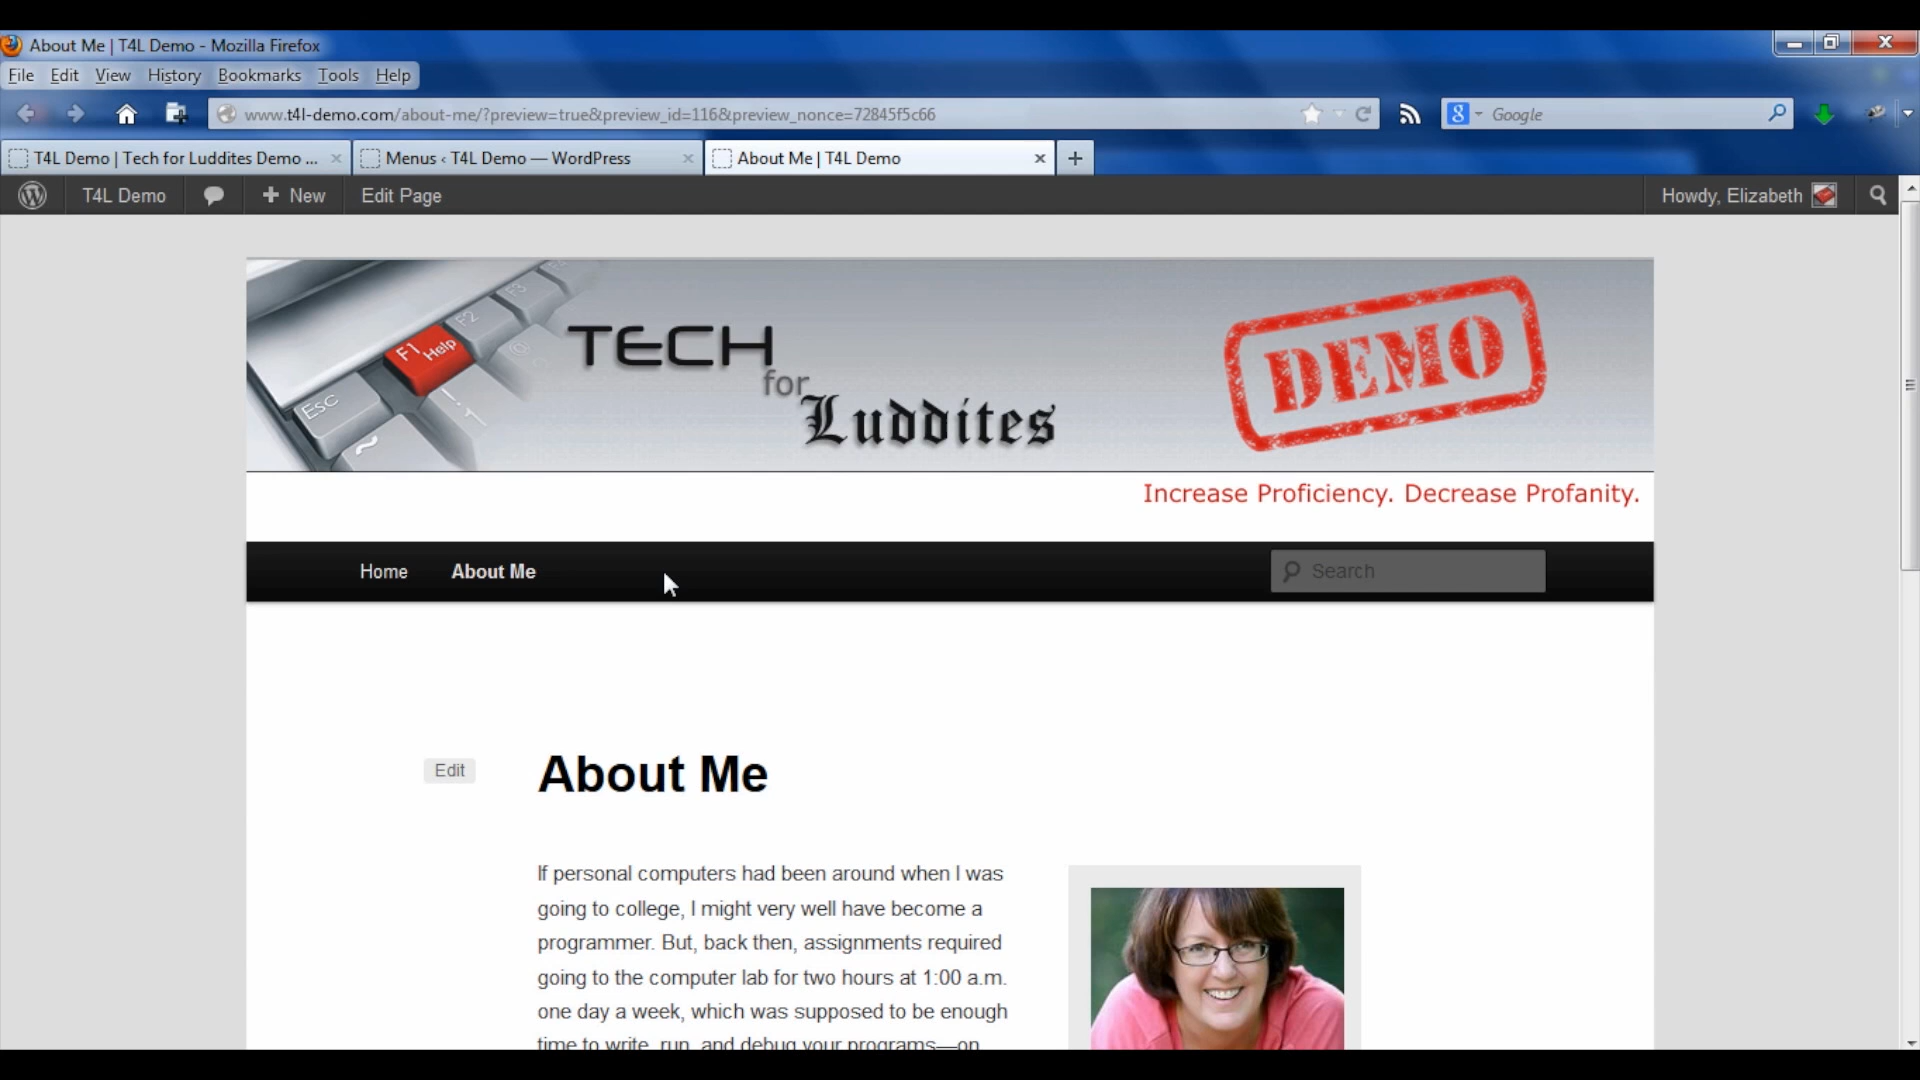 About Me | T4L Demo - Mozilla Firefox
File Edit View History Bookmarks Tools Help
www.t4l-demo.com/about-me/?preview=true&preview_id=116&preview_nonce=72845f5c66
Google
T4L Demo | Tech for Luddites Demo ...
Menus ‹ T4L Demo — WordPress
About Me | T4L Demo
T4L Demo
New
Edit Page
Howdy, Elizabeth
F1 Help
F2
F3
Esc
TECH
for
Luddites
DEMO
Increase Proficiency. Decrease Profanity.
Home
About Me
Search
Edit
About Me
If personal computers had been around when I was
going to college, I might very well have become a
programmer. But, back then, assignments required
going to the computer lab for two hours at 1:00 a.m.
one day a week, which was supposed to be enough
time to write, run, and debug your programs—on